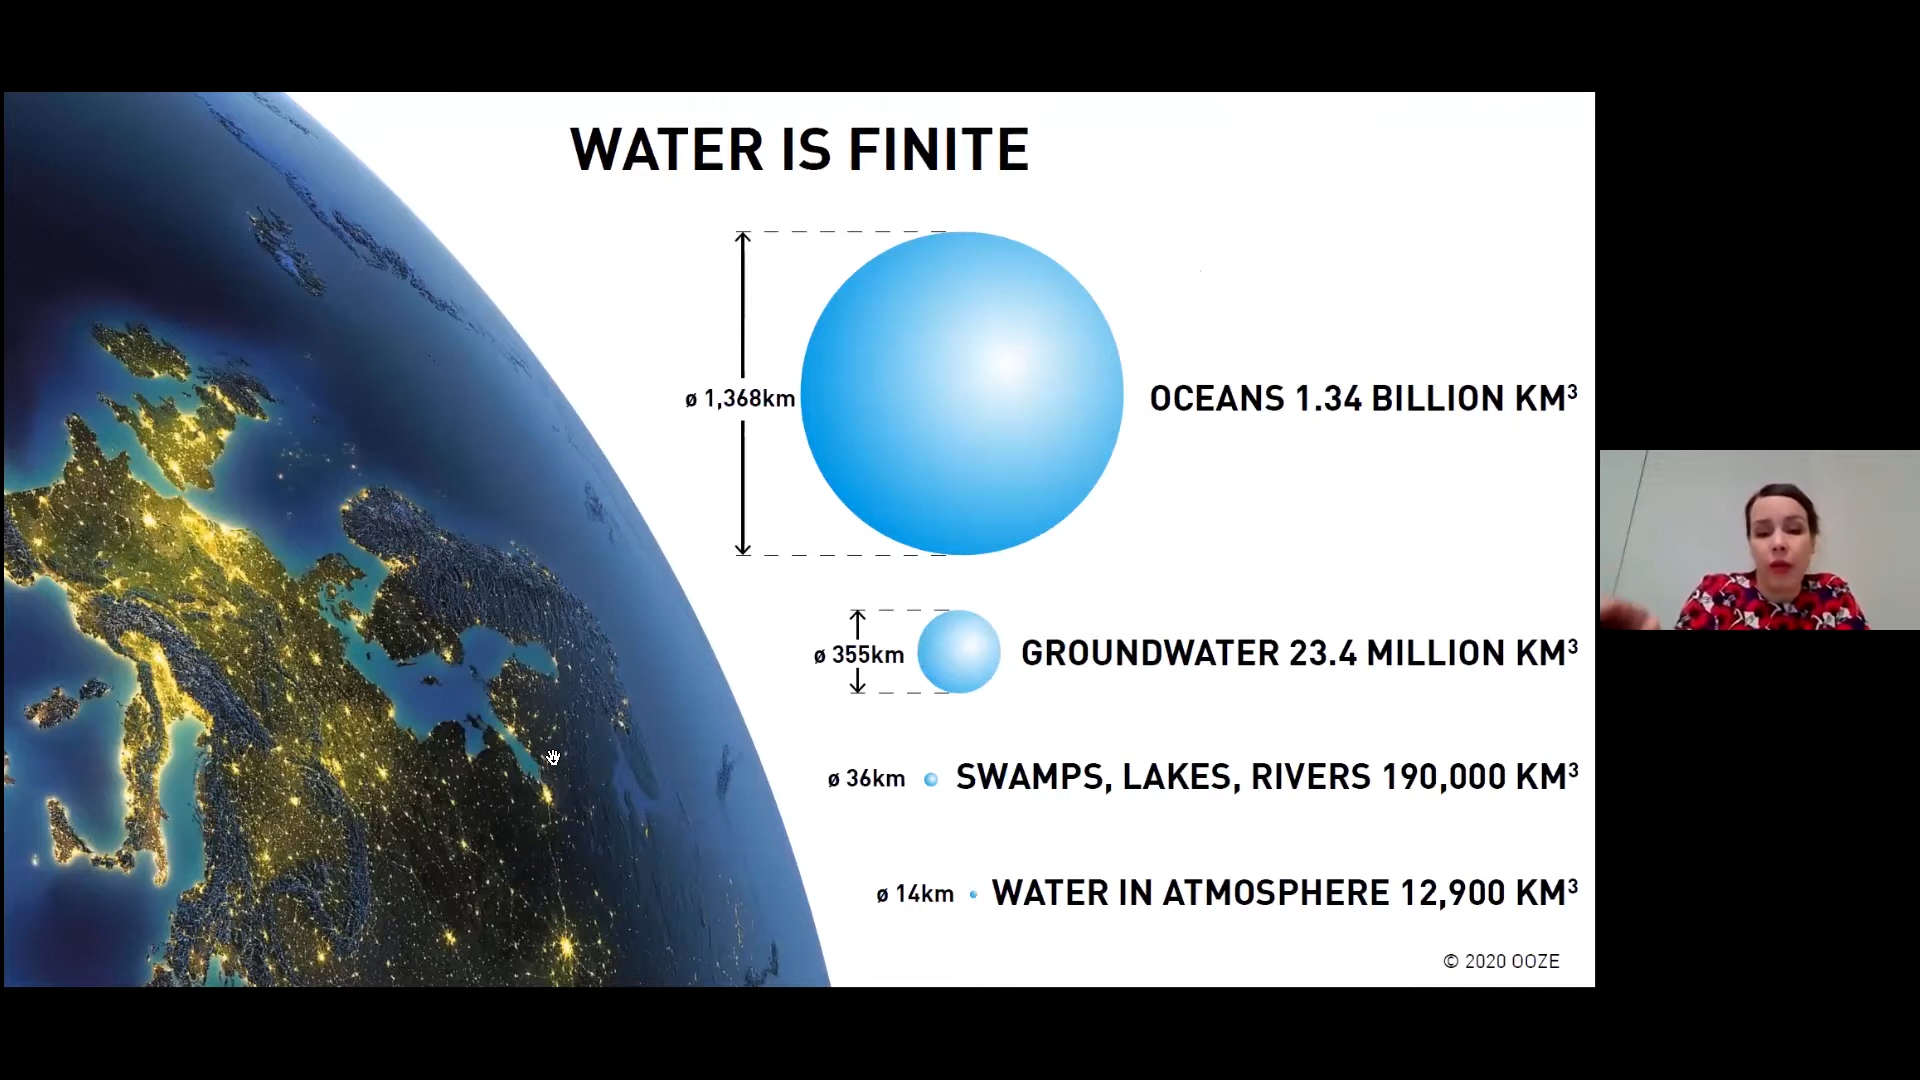 WATER IS FINITE
ø 1,368km
OCEANS 1.34 BILLION KM³
ø 355km
GROUNDWATER 23.4 MILLION KM³
ø 36km
SWAMPS, LAKES, RIVERS 190,000 KM³
ø 14km
WATER IN ATMOSPHERE 12,900 KM³
© 2020 OOZE